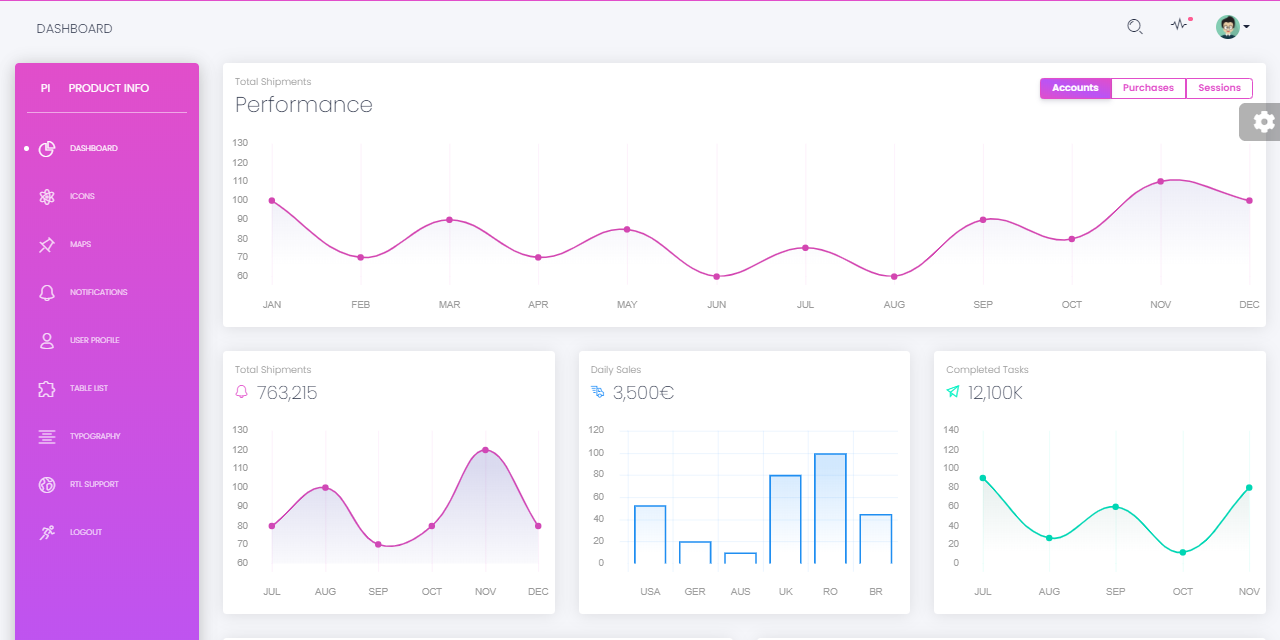 DASHBOARD
PI PRODUCT INFO
DASHBOARD
ICONS
MAPS
NOTIFICATIONS
USER PROFILE
TABLE LIST
TYPOGRAPHY
RTL SUPPORT
LOGOUT
Total Shipments
Performance
Accounts Purchases Sessions
130
120
110
100
90
80
70
60
JAN FEB MAR APR MAY JUN JUL AUG SEP OCT NOV DEC
Total Shipments
763,215
130
120
110
100
90
80
70
60
JUL AUG SEP OCT NOV DEC
Daily Sales
3,500€
120
100
80
60
40
20
0
USA GER AUS UK RO BR
Completed Tasks
12,100K
140
120
100
80
60
40
20
0
JUL AUG SEP OCT NOV